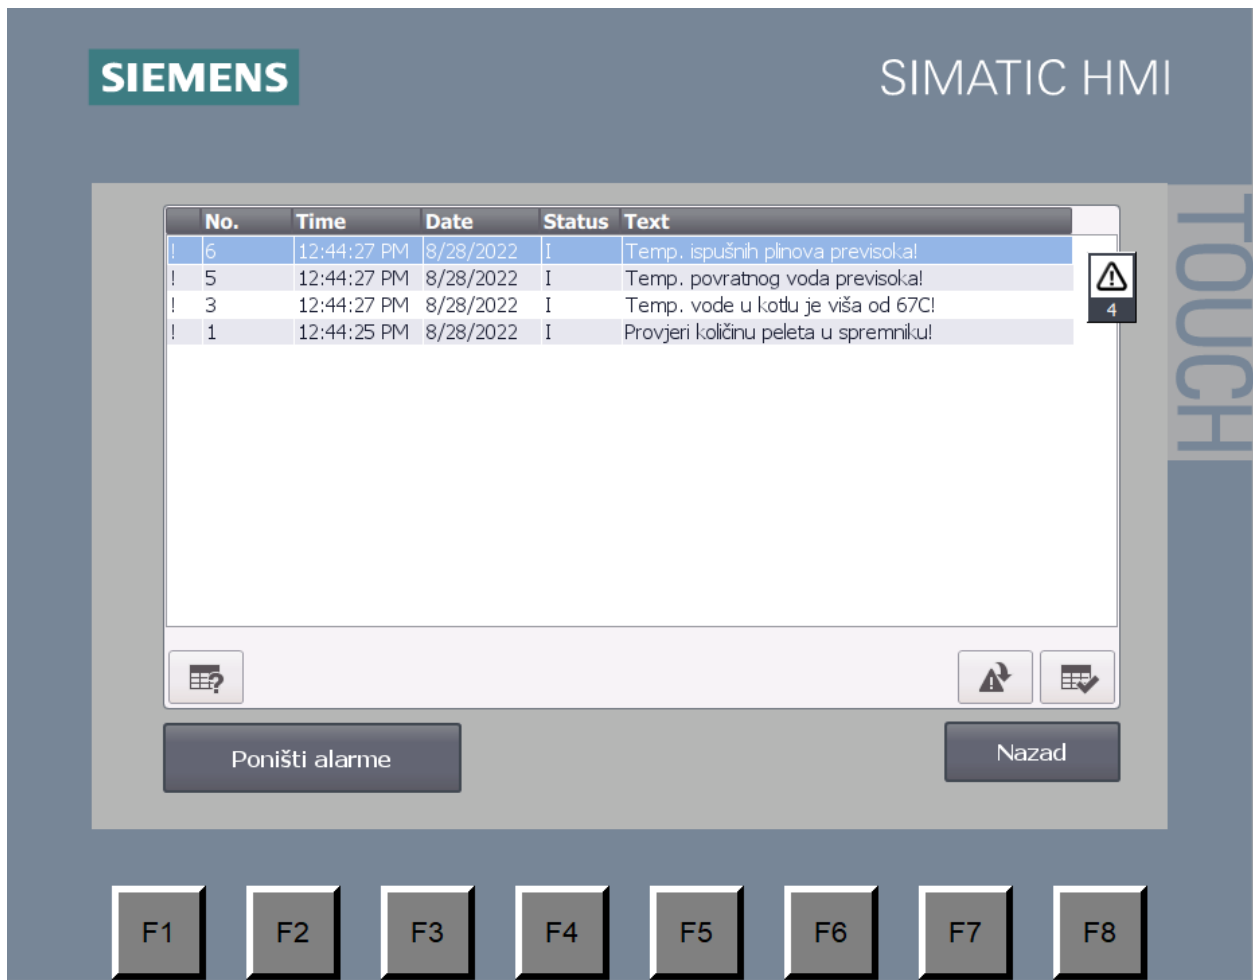 SIEMENS
SIMATIC HMI
TOUCH
No. Time Date Status Text
! 6 12:44:27 PM 8/28/2022 I Temp. ispušnih plinova previsoka!
! 5 12:44:27 PM 8/28/2022 I Temp. povratnog voda previsoka!
! 3 12:44:27 PM 8/28/2022 I Temp. vode u kotlu je viša od 67C!
! 1 12:44:25 PM 8/28/2022 I Provjeri količinu peleta u spremniku!
4
Poništi alarme
Nazad
F1 F2 F3 F4 F5 F6 F7 F8